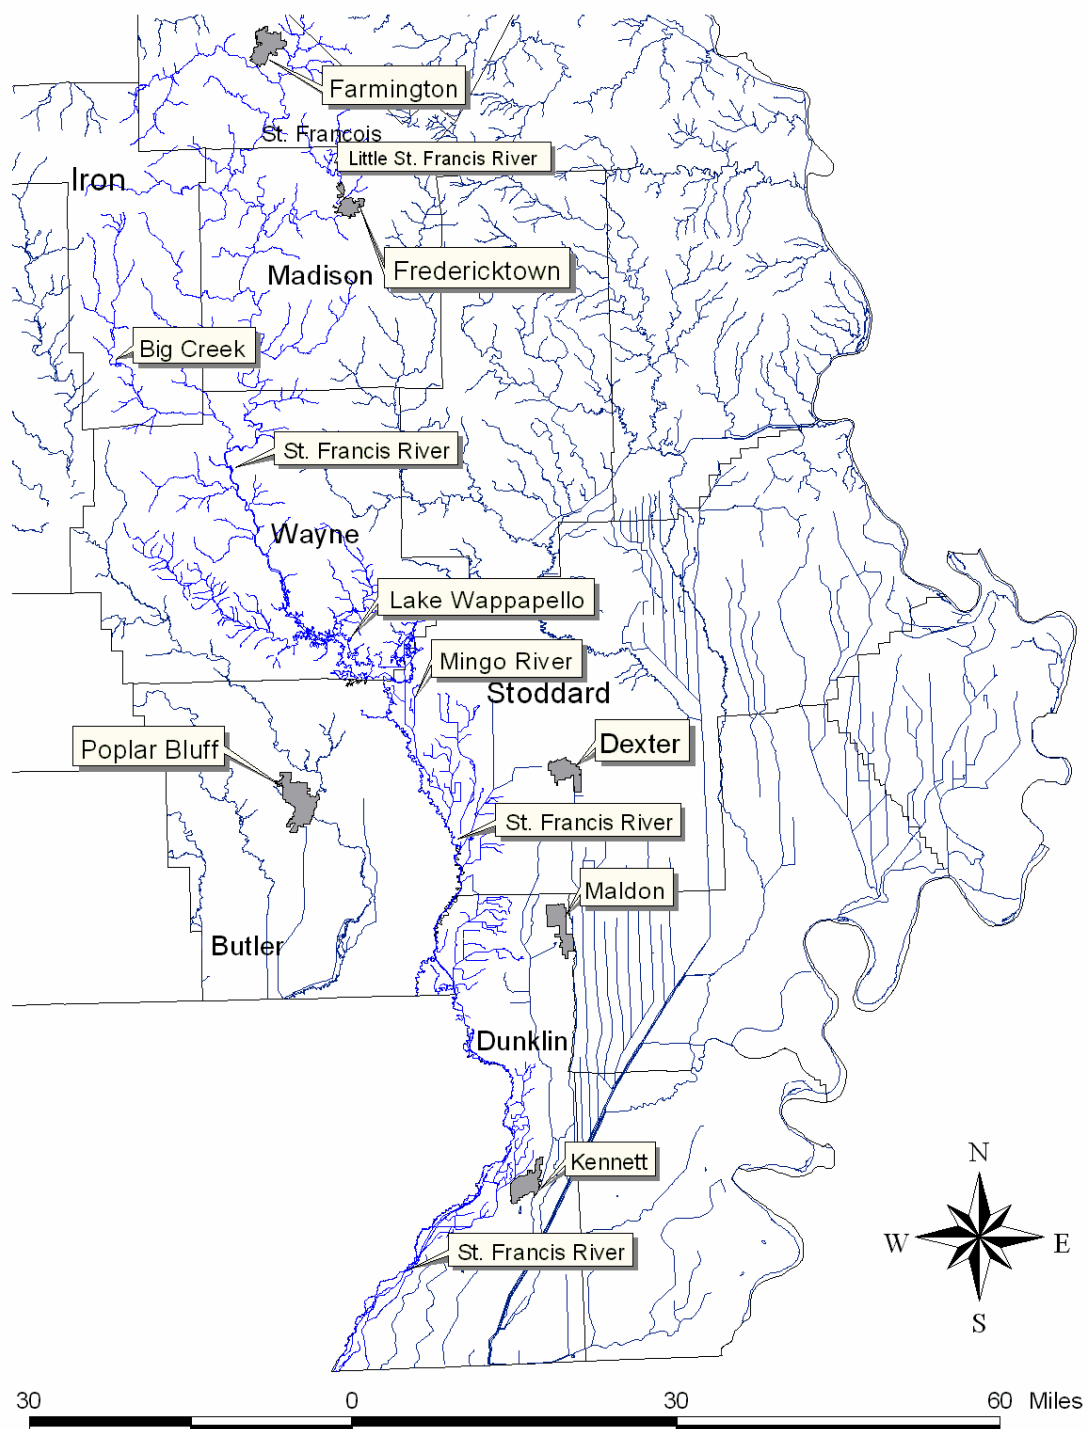 Farmington
St. Francois
Little St. Francis River
Iron
Madison
Fredericktown
Big Creek
St. Francis River
Wayne
Lake Wappapello
Mingo River
Stoddard
Poplar Bluff
Dexter
St. Francis River
Maldon
Butler
Dunklin
Kennett
N
W
E
S
St. Francis River
30 0 30 60 Miles